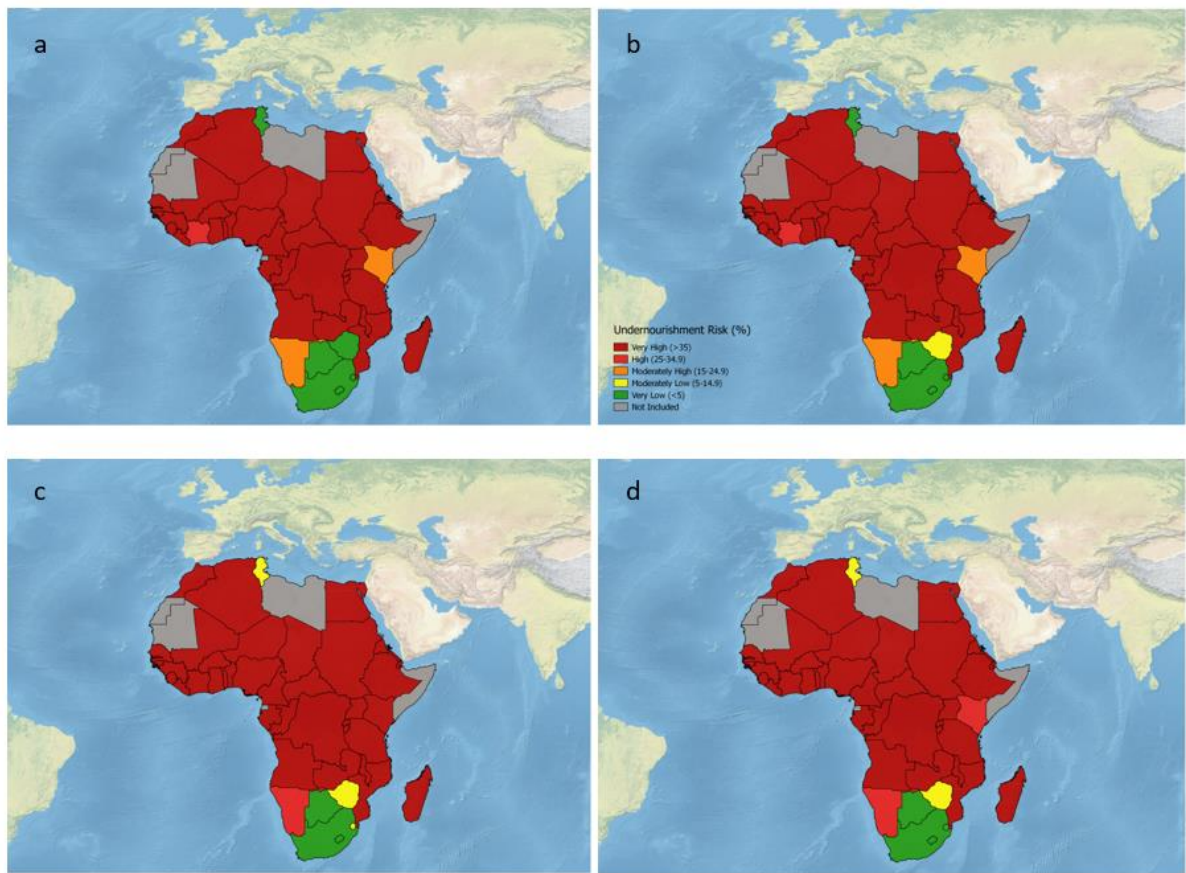 a
b
Undernourishment Risk (%)
Very High (>35)
High (25-34.9)
Moderately High (15-24.9)
Moderately Low (5-14.9)
Very Low (<5)
Not Included
c
d